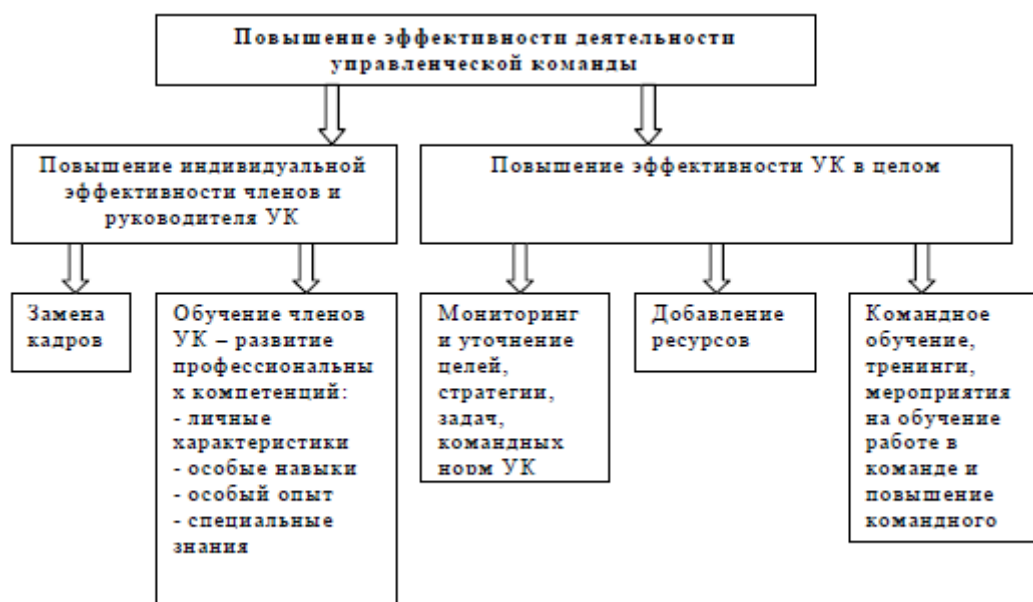 Повышение эффективности деятельности
управленческой команды
Повышение индивидуальной
эффективности членов и
руководителя УК
Повышение эффективности УК в целом
Замена
кадров
Обучение членов
УК – развитие
профессиональны
х компетенций:
- личные
характеристики
- особые навыки
- особый опыт
- специальные
знания
Мониторинг
и уточнение
целей,
стратегии,
задач,
командных
норм УК
Добавление
ресурсов
Командное
обучение,
тренинги,
мероприятия
на обучение
работе в
команде и
повышение
командного